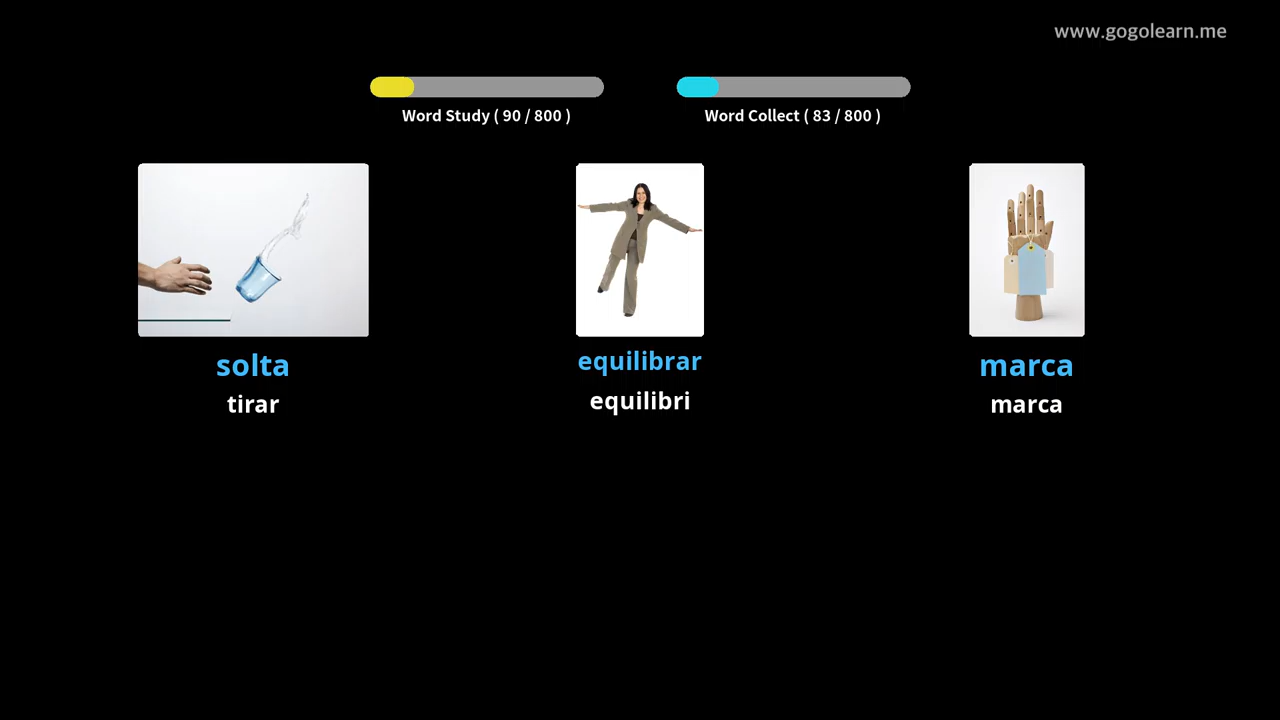 www.gogolearn.me
Word Study ( 90 / 800 )
Word Collect ( 83 / 800 )
solta
tirar
equilibrar
equilibri
marca
marca